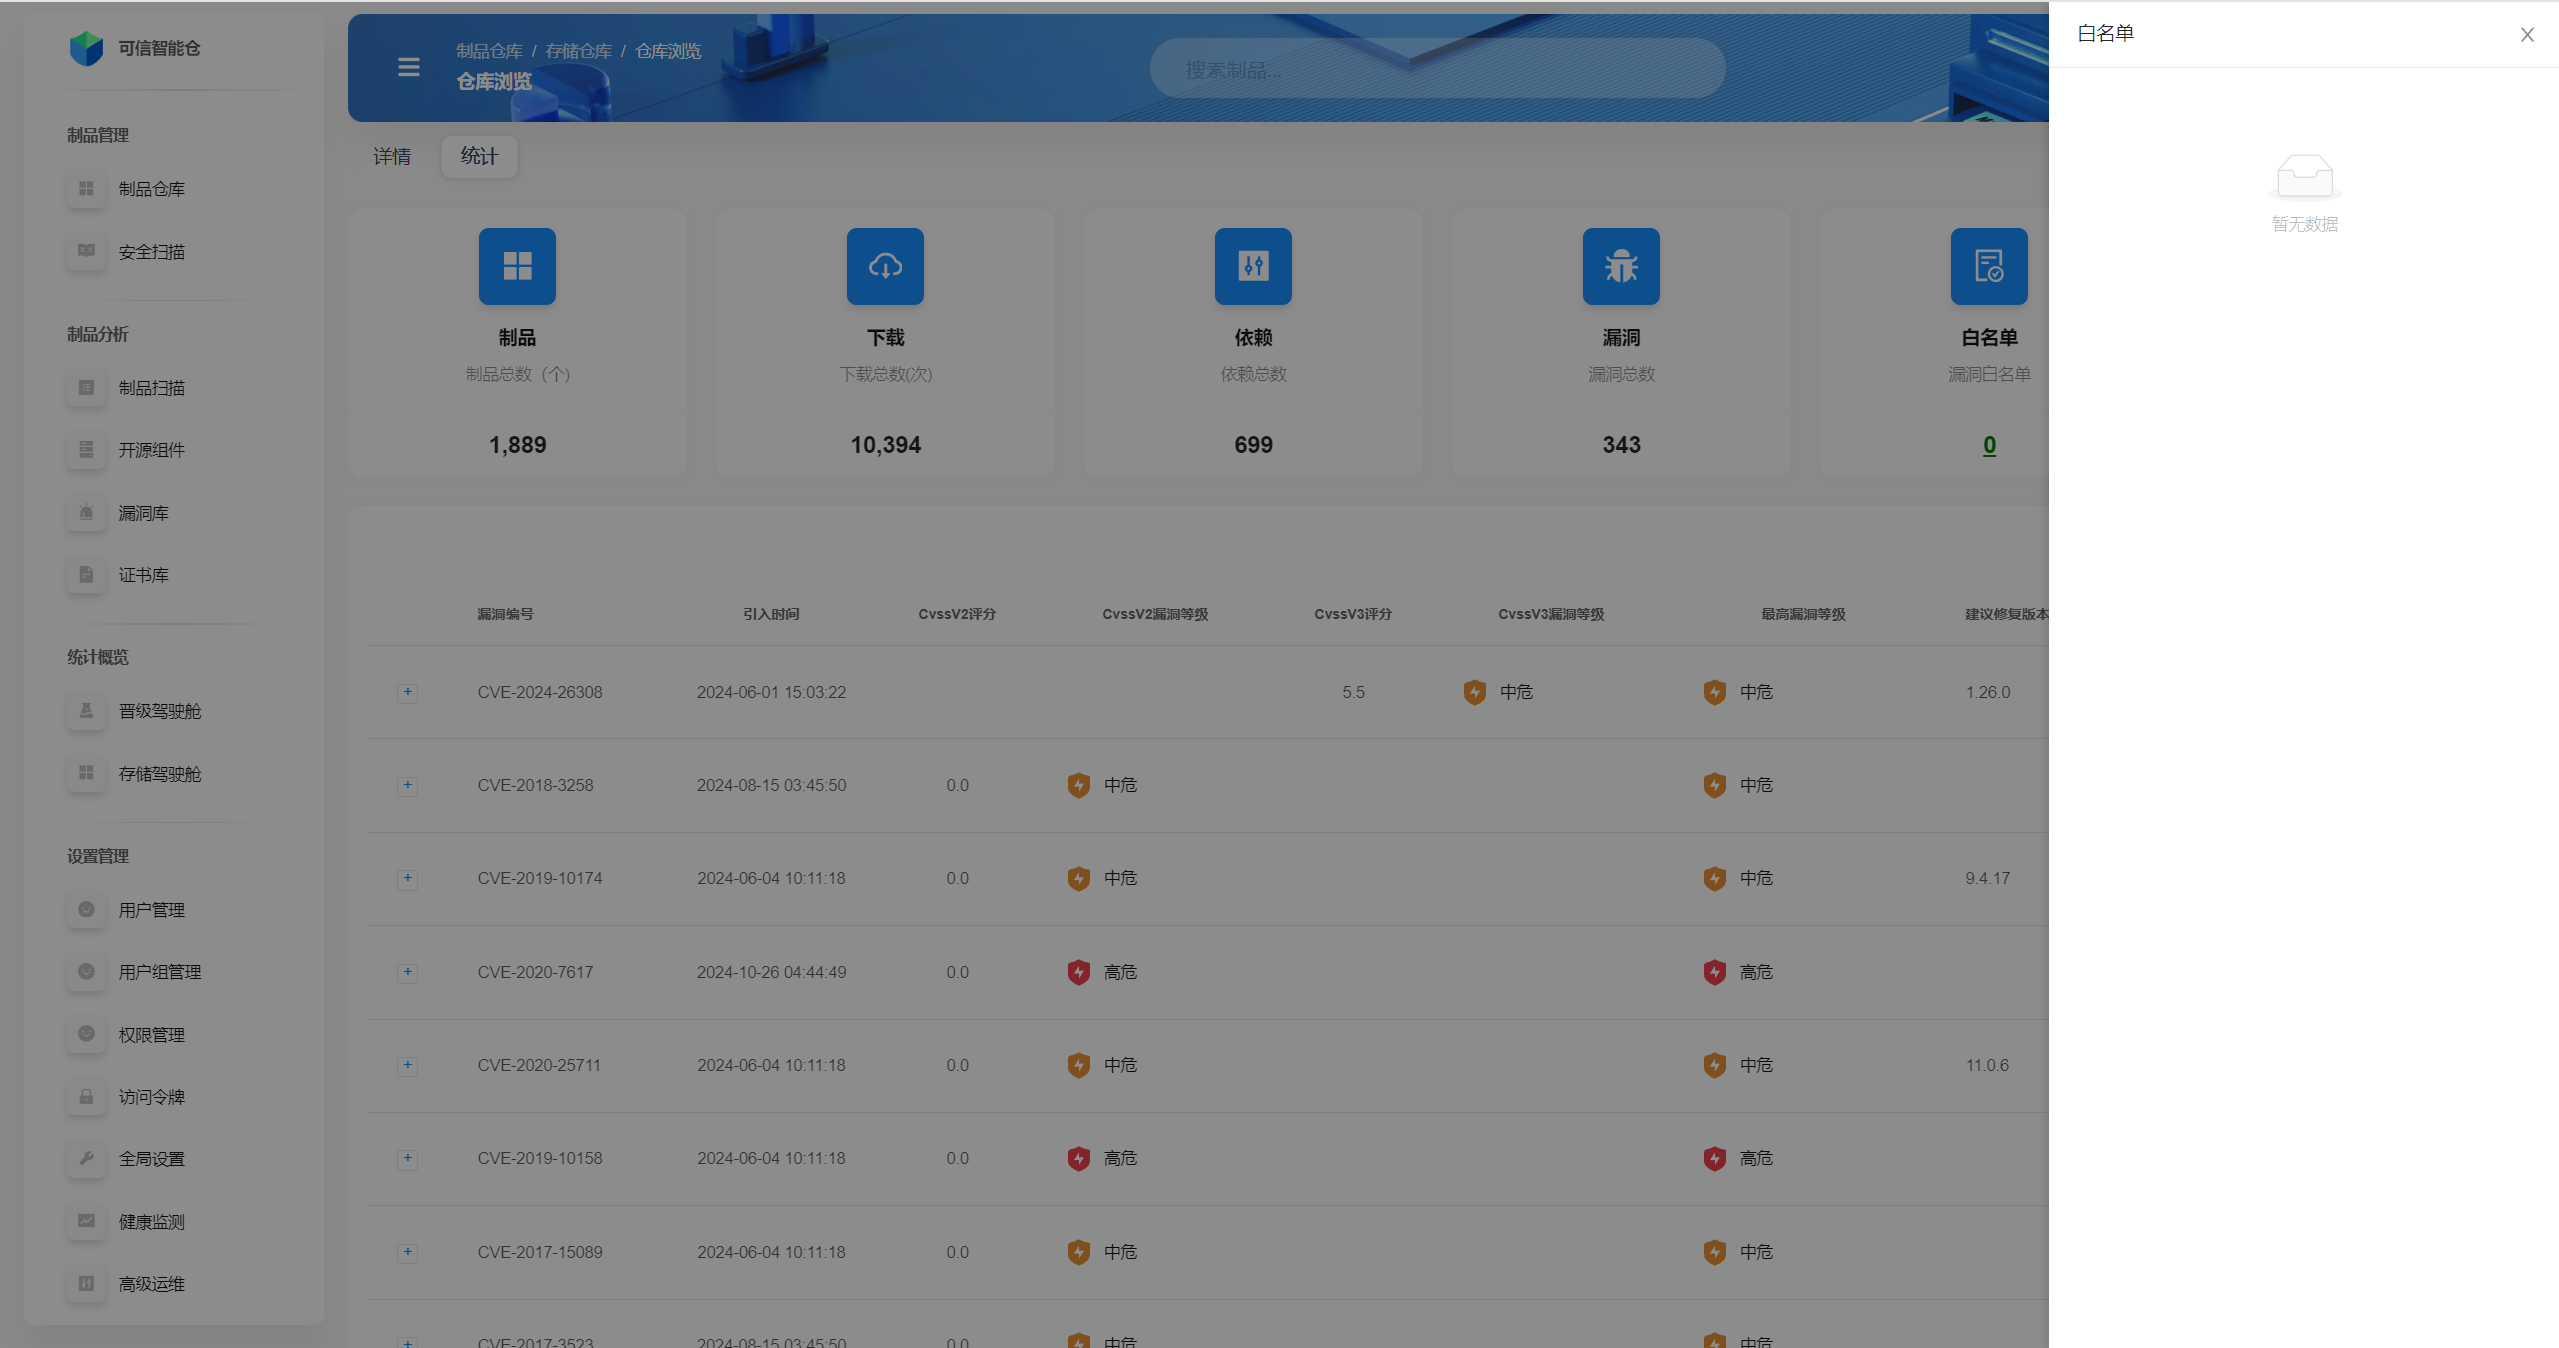 可信智能仓
制品管理
制品仓库
安全扫描
制品分析
制品扫描
开源组件
漏洞库
证书库
统计概览
晋级驾驶舱
存储驾驶舱
设置管理
用户管理
用户组管理
权限管理
访问令牌
全局设置
健康监测
高级运维
制品仓库 / 存储仓库 / 仓库浏览
仓库浏览
搜索制品...
详情 统计
制品 下载 依赖 漏洞 白名单
制品总数（个） 下载总数(次) 依赖总数 漏洞总数 漏洞白名单
1,889 10,394 699 343 0
漏洞编号 引入时间 CvssV2评分 CvssV2漏洞等级 CvssV3评分 CvssV3漏洞等级 最高漏洞等级 建议修复版本
+ CVE-2024-26308 2024-06-01 15:03:22 5.5 中危 中危 1.26.0
+ CVE-2018-3258 2024-08-15 03:45:50 0.0 中危 中危
+ CVE-2019-10174 2024-06-04 10:11:18 0.0 中危 中危 9.4.17
+ CVE-2020-7617 2024-10-26 04:44:49 0.0 高危 高危
+ CVE-2020-25711 2024-06-04 10:11:18 0.0 中危 中危 11.0.6
+ CVE-2019-10158 2024-06-04 10:11:18 0.0 高危 高危
+ CVE-2017-15089 2024-06-04 10:11:18 0.0 中危 中危
+ CVE-2017-3523 2024-08-15 03:45:50 0.0 中危 中危
白名单
暂无数据